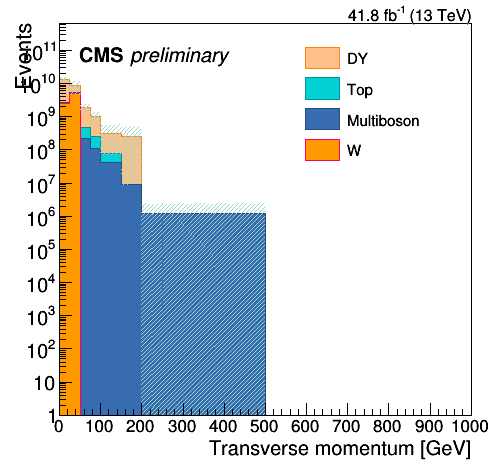 41.8 fb⁻¹ (13 TeV)
Events
CMS preliminary
DY
Top
Multiboson
W
10¹¹
10¹⁰
10⁹
10⁸
10⁷
10⁶
10⁵
10⁴
10³
10²
10
1
0 100 200 300 400 500 600 700 800 900 1000
Transverse momentum [GeV]